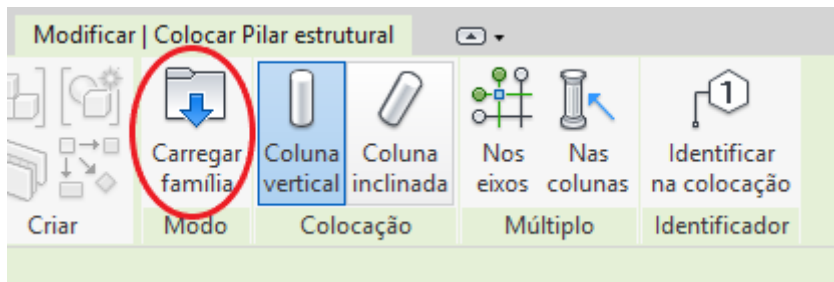 Modificar | Colocar Pilar estrutural
Carregar família
Coluna vertical
Coluna inclinada
Nos eixos
Nas colunas
1
Identificar na colocação
Criar
Modo
Colocação
Múltiplo
Identificador